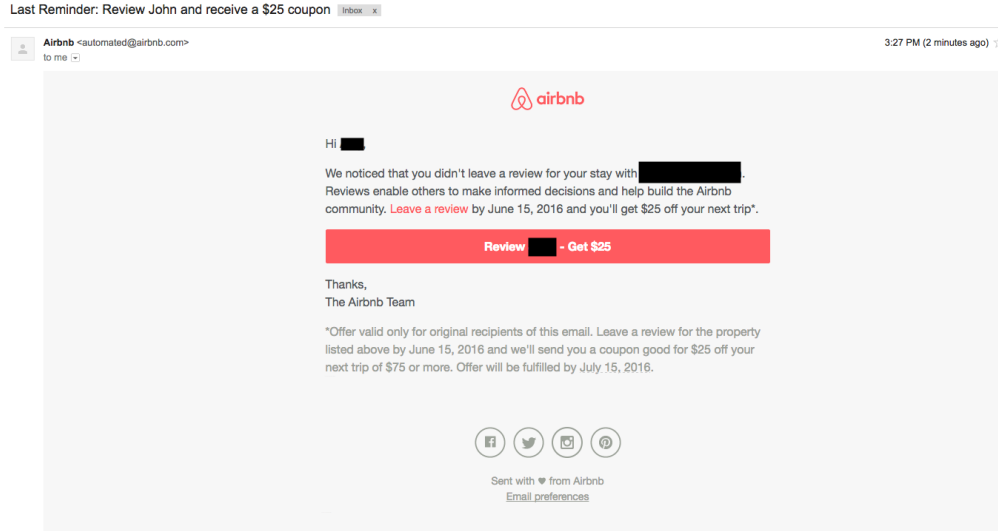 Last Reminder: Review John and receive a $25 coupon Inbox x
Airbnb <automated@airbnb.com> 3:27 PM (2 minutes ago)
to me
airbnb
Hi ,
We noticed that you didn't leave a review for your stay with .
Reviews enable others to make informed decisions and help build the Airbnb
community. Leave a review by June 15, 2016 and you'll get $25 off your next trip*.
Review - Get $25
Thanks,
The Airbnb Team
*Offer valid only for original recipients of this email. Leave a review for the property
listed above by June 15, 2016 and we'll send you a coupon good for $25 off your
next trip of $75 or more. Offer will be fulfilled by July 15, 2016.
Sent with ♥ from Airbnb
Email preferences